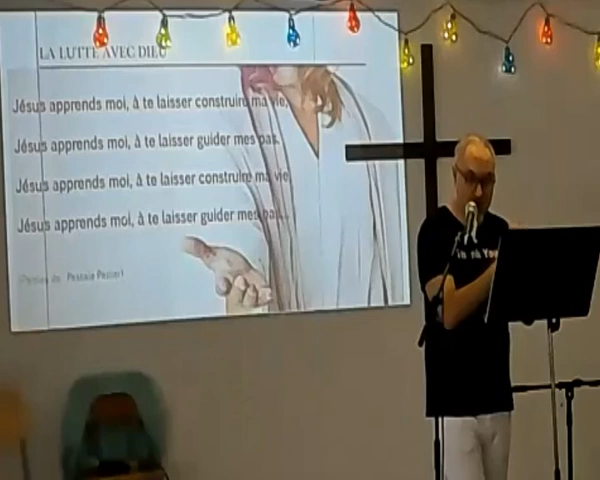 LA LUTTE AVEC DIEU
Jésus apprends moi, à te laisser construire ma vie,
Jésus apprends moi, à te laisser guider mes pas.
Jésus apprends moi, à te laisser construire ma vie,
Jésus apprends moi, à te laisser guider mes pas.